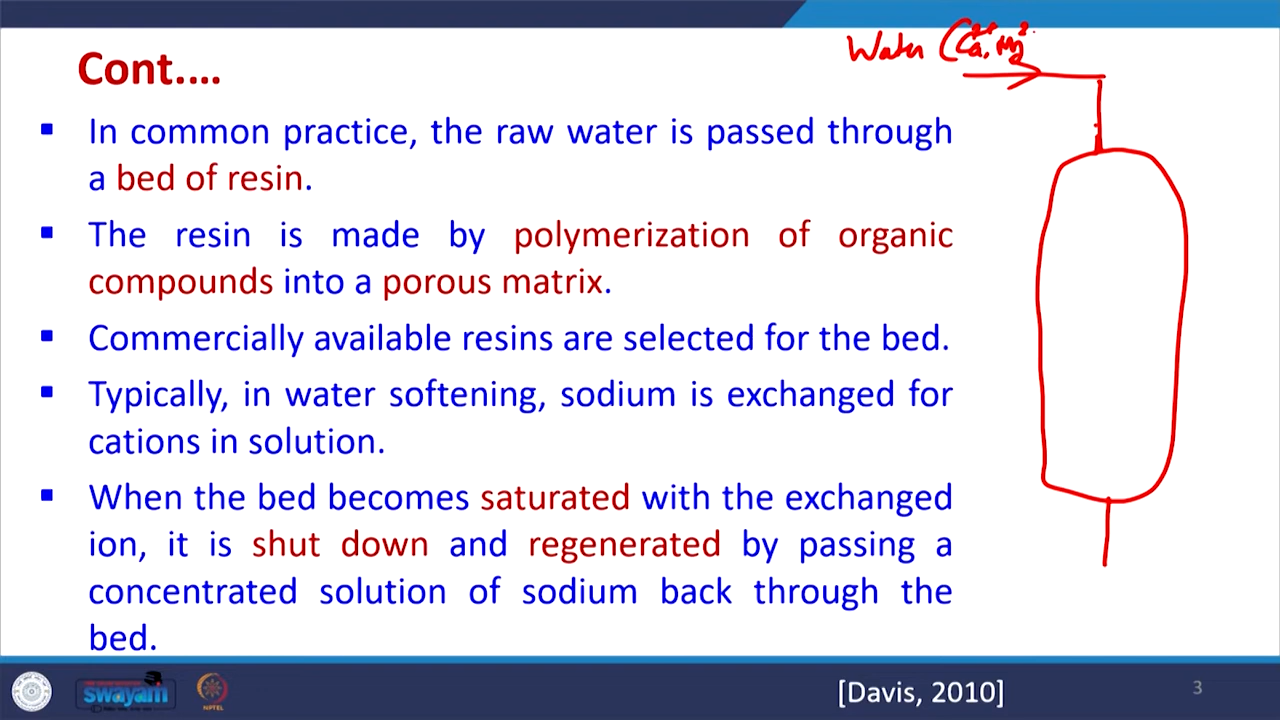 Water (Ca²⁺, Mg²⁺
Cont.…
▪ In common practice, the raw water is passed through
a bed of resin.
▪ The resin is made by polymerization of organic
compounds into a porous matrix.
▪ Commercially available resins are selected for the bed.
▪ Typically, in water softening, sodium is exchanged for
cations in solution.
▪ When the bed becomes saturated with the exchanged
ion, it is shut down and regenerated by passing a
concentrated solution of sodium back through the
bed.
swayam
NPTEL
[Davis, 2010]
3